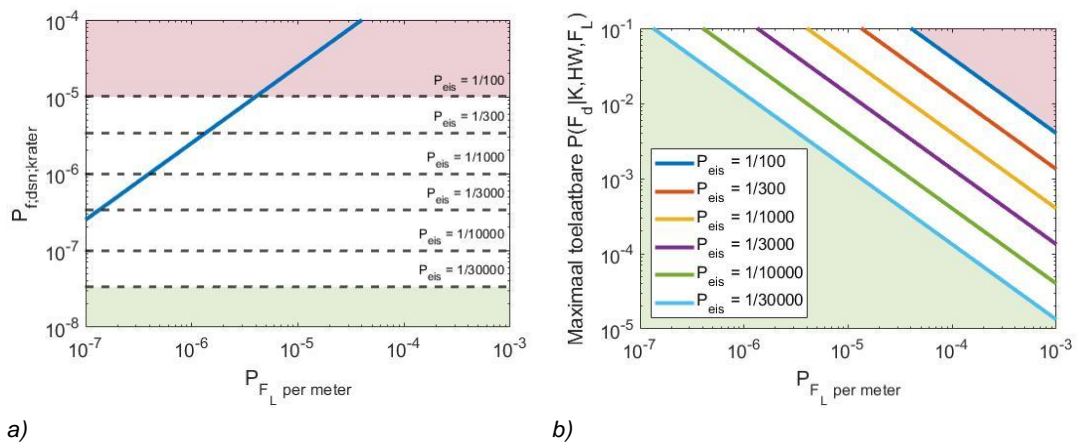 10^-4
10^-5
10^-6
10^-7
10^-8
P_f;dsn;krater
P_eis = 1/100
P_eis = 1/300
P_eis = 1/1000
P_eis = 1/3000
P_eis = 1/10000
P_eis = 1/30000
10^-7 10^-6 10^-5 10^-4 10^-3
P_F_L per meter
a)
10^-1
10^-2
10^-3
10^-4
10^-5
Maximaal toelaatbare P(F_d|K,HW,F_L)
P_eis = 1/100
P_eis = 1/300
P_eis = 1/1000
P_eis = 1/3000
P_eis = 1/10000
P_eis = 1/30000
10^-7 10^-6 10^-5 10^-4 10^-3
P_F_L per meter
b)